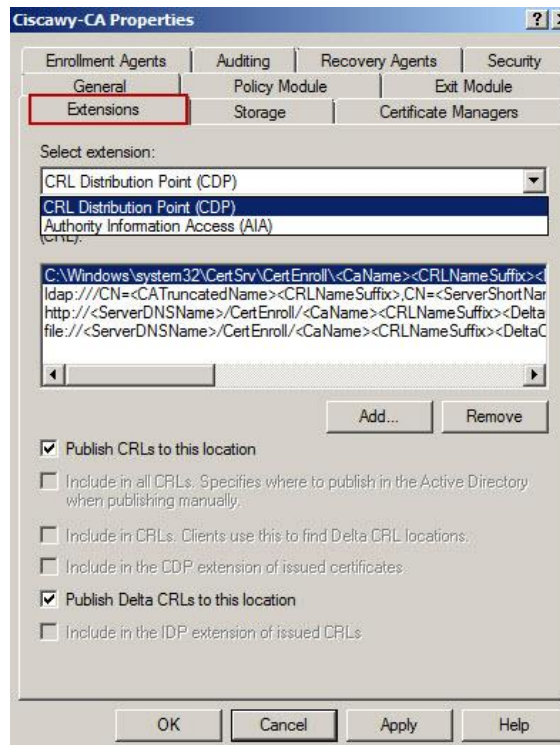 Ciscawy-CA Properties
Enrollment Agents Auditing Recovery Agents Security
General Policy Module Exit Module
Extensions Storage Certificate Managers
Select extension:
CRL Distribution Point (CDP)
CRL Distribution Point (CDP)
Authority Information Access (AIA)
(CRL).
C:\Windows\system32\CertSrv\CertEnroll\<CaName><CRLNameSuffix><
ldap:///CN=<CATruncatedName><CRLNameSuffix>,CN=<ServerShortNar
http://<ServerDNSName>/CertEnroll/<CaName><CRLNameSuffix><Delta
file://<ServerDNSName>/CertEnroll/<CaName><CRLNameSuffix><DeltaC
Add... Remove
Publish CRLs to this location
Include in all CRLs. Specifies where to publish in the Active Directory
when publishing manually.
Include in CRLs. Clients use this to find Delta CRL locations.
Include in the CDP extension of issued certificates
Publish Delta CRLs to this location
Include in the IDP extension of issued CRLs
OK Cancel Apply Help